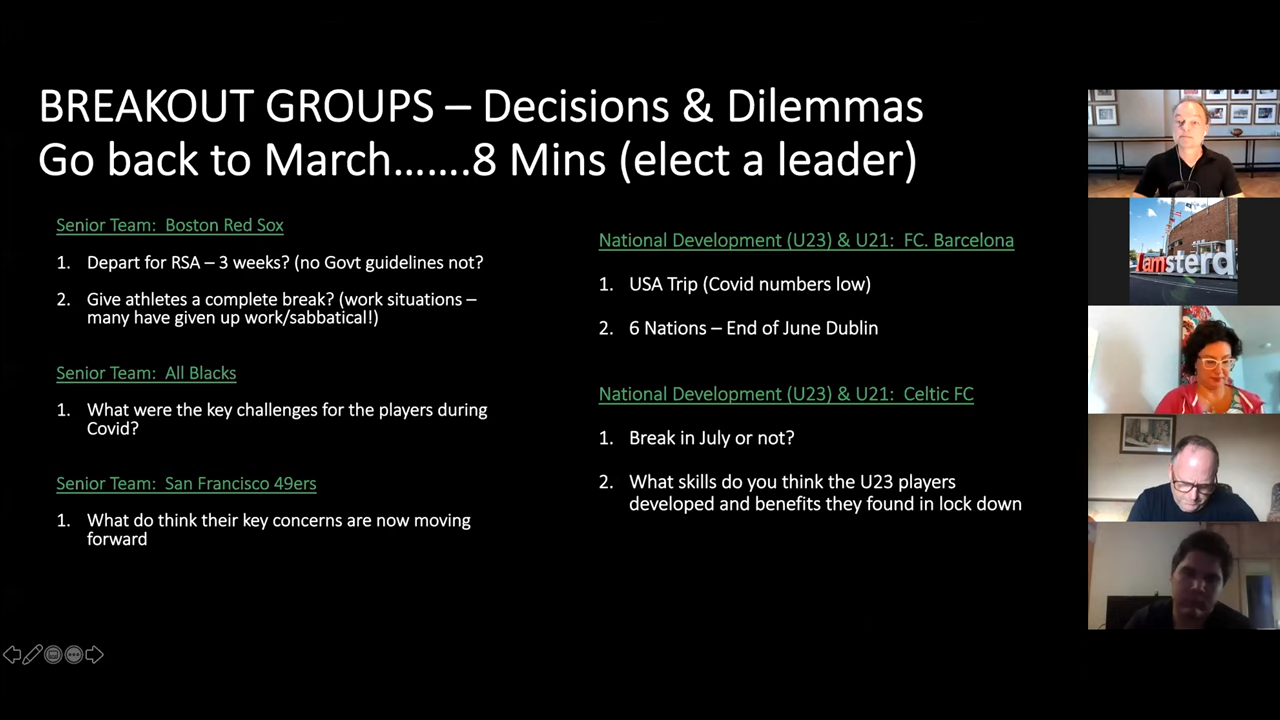 BREAKOUT GROUPS – Decisions & Dilemmas
Go back to March…….8 Mins (elect a leader)
Senior Team:  Boston Red Sox
1. Depart for RSA – 3 weeks? (no Govt guidelines not?
2. Give athletes a complete break? (work situations –
many have given up work/sabbatical!)
Senior Team:  All Blacks
1. What were the key challenges for the players during
Covid?
Senior Team:  San Francisco 49ers
1. What do think their key concerns are now moving
forward
National Development (U23) & U21:  FC. Barcelona
1. USA Trip (Covid numbers low)
2. 6 Nations – End of June Dublin
National Development (U23) & U21:  Celtic FC
1. Break in July or not?
2. What skills do you think the U23 players
developed and benefits they found in lock down
Iamsterd